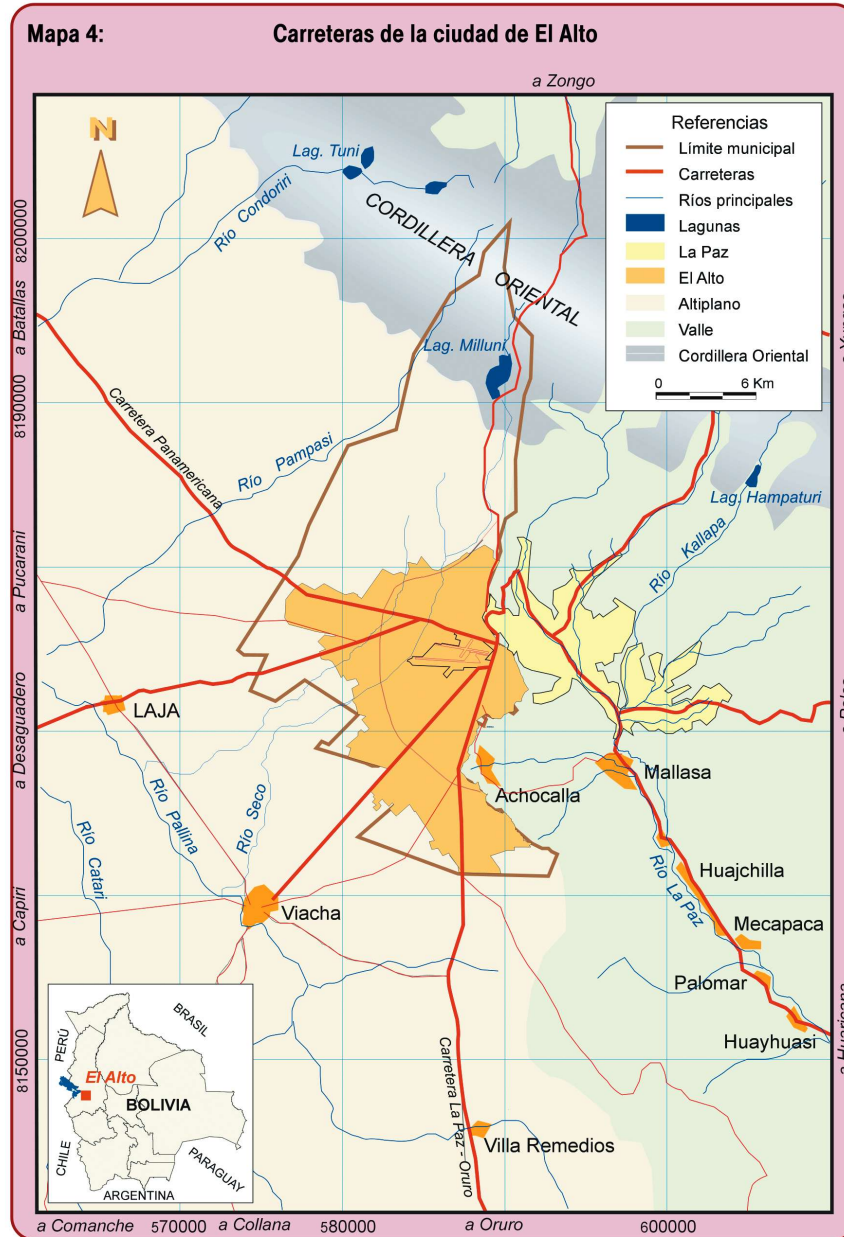 Mapa 4: Carreteras de la ciudad de El Alto
a Zongo
N
Referencias
Límite municipal
Carreteras
Ríos principales
Lagunas
La Paz
El Alto
Altiplano
Valle
Cordillera Oriental
0 6 Km
Lag. Tuni
Río Condoriri
CORDILLERA ORIENTAL
8200000
a Batallas
Lag. Milluni
8190000
Carretera Panamericana
Río Pampasi
Lag. Hampaturi
Río Kallapa
a Pucarani
a Desaguadero
LAJA
Achocalla
Mallasa
Río Pallina
Río Seco
Río Catari
Río La Paz
Huajchilla
a Capiri
Viacha
Mecapaca
Palomar
Huayhuasi
8150000
Carretera La Paz - Oruro
Villa Remedios
PERÚ
BRASIL
El Alto
BOLIVIA
CHILE
PARAGUAY
ARGENTINA
a Comanche 570000 a Collana 580000 a Oruro 600000